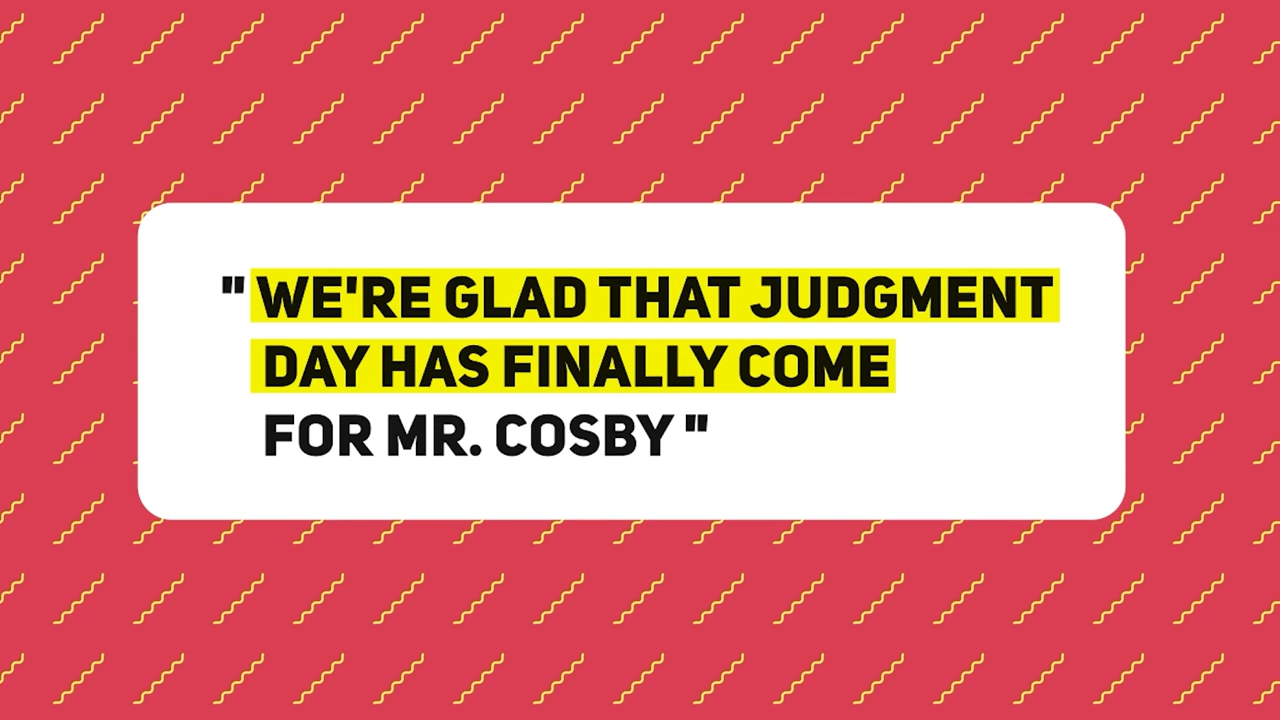 " WE'RE GLAD THAT JUDGMENT
DAY HAS FINALLY COME
FOR MR. COSBY "